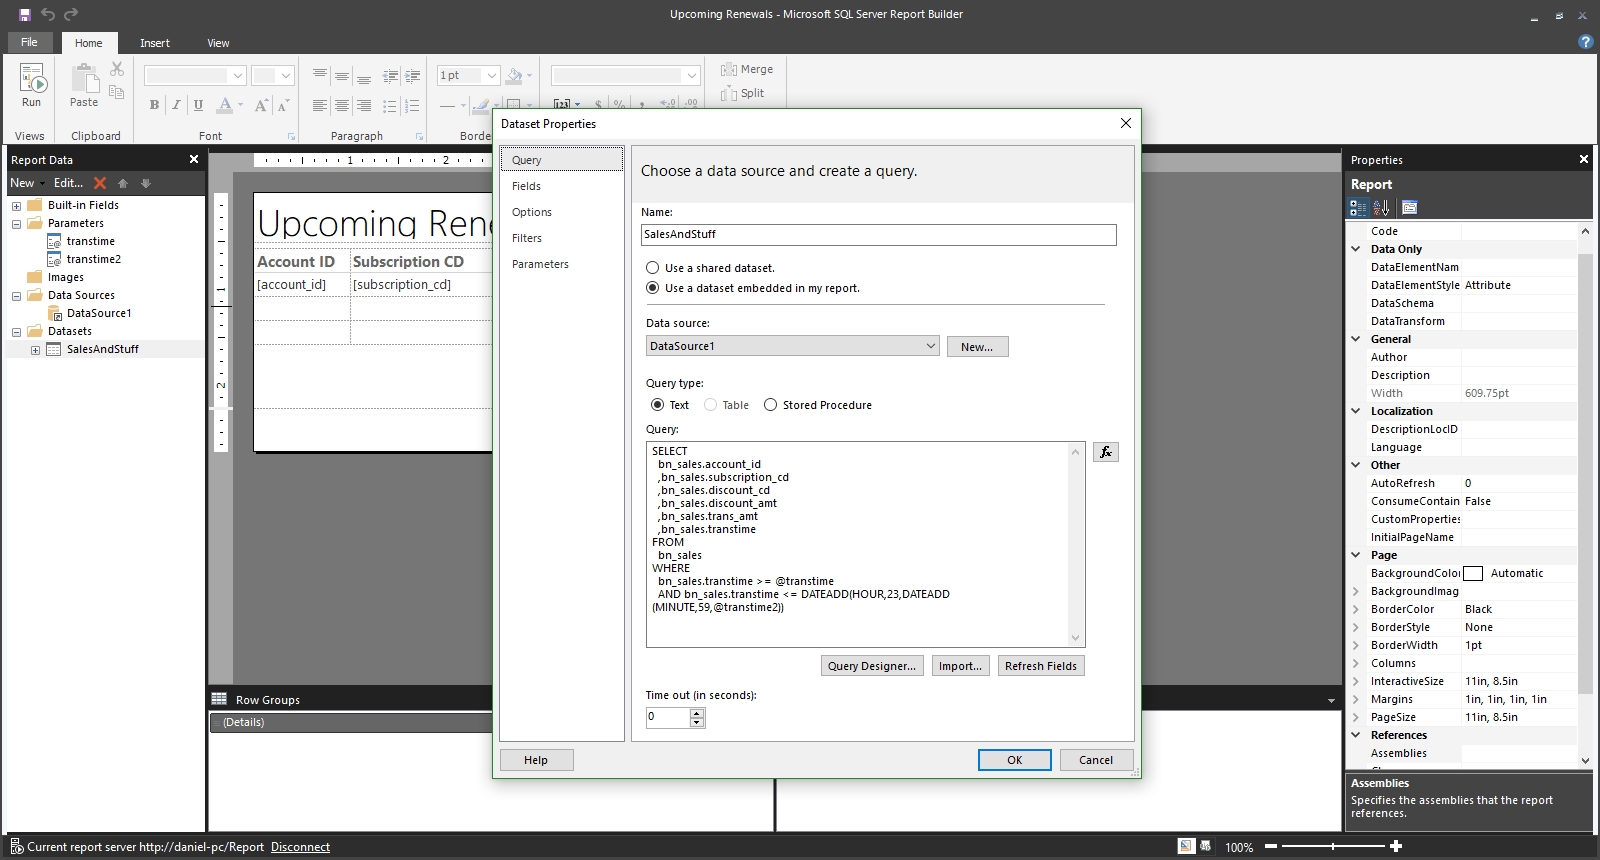 Upcoming Renewals - Microsoft SQL Server Report Builder
File
Home
Insert
View
Run
Paste
B
I
U
A
A
A
1 pt
123
$
%
Merge
Split
Views
Clipboard
Font
Paragraph
Borde
Report Data
New
Edit...
Built-in Fields
Parameters
transtime
transtime2
Images
Data Sources
DataSource1
Datasets
SalesAndStuff
1
2
1
2
Upcoming Rene
Account ID
Subscription CD
[account_id]
[subscription_cd]
Dataset Properties
Query
Fields
Options
Filters
Parameters
Choose a data source and create a query.
Name:
SalesAndStuff
Use a shared dataset.
Use a dataset embedded in my report.
Data source:
DataSource1
New...
Query type:
Text
Table
Stored Procedure
Query:
SELECT
bn_sales.account_id
,bn_sales.subscription_cd
,bn_sales.discount_cd
,bn_sales.discount_amt
,bn_sales.trans_amt
,bn_sales.transtime
FROM
bn_sales
WHERE
bn_sales.transtime >= @transtime
AND bn_sales.transtime <= DATEADD(HOUR,23,DATEADD
(MINUTE,59,@transtime2))
fx
Query Designer...
Import...
Refresh Fields
Time out (in seconds):
0
Help
OK
Cancel
Row Groups
(Details)
Properties
Report
Code
Data Only
DataElementNam
DataElementStyle Attribute
DataSchema
DataTransform
General
Author
Description
Width 609.75pt
Localization
DescriptionLocID
Language
Other
AutoRefresh 0
ConsumeContain False
CustomProperties
InitialPageName
Page
BackgroundColor Automatic
BackgroundImag
BorderColor Black
BorderStyle None
BorderWidth 1pt
Columns
InteractiveSize 11in, 8.5in
Margins 1in, 1in, 1in, 1in
PageSize 11in, 8.5in
References
Assemblies
Assemblies
Specifies the assemblies that the report
references.
Current report server http://daniel-pc/Report Disconnect
100%